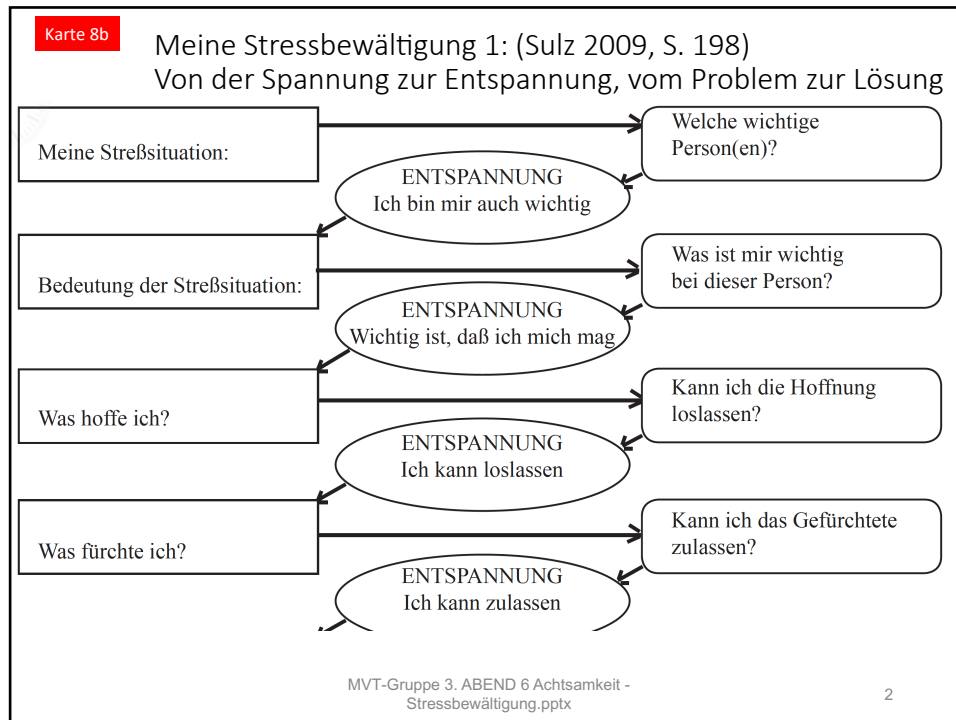 Karte 8b
Meine Stressbewältigung 1: (Sulz 2009, S. 198)
Von der Spannung zur Entspannung, vom Problem zur Lösung
Meine Streßsituation:
Welche wichtige
Person(en)?
ENTSPANNUNG
Ich bin mir auch wichtig
Bedeutung der Streßsituation:
Was ist mir wichtig
bei dieser Person?
ENTSPANNUNG
Wichtig ist, daß ich mich mag
Was hoffe ich?
Kann ich die Hoffnung
loslassen?
ENTSPANNUNG
Ich kann loslassen
Was fürchte ich?
Kann ich das Gefürchtete
zulassen?
ENTSPANNUNG
Ich kann zulassen
MVT-Gruppe 3. ABEND 6 Achtsamkeit -
Stressbewältigung.pptx
2